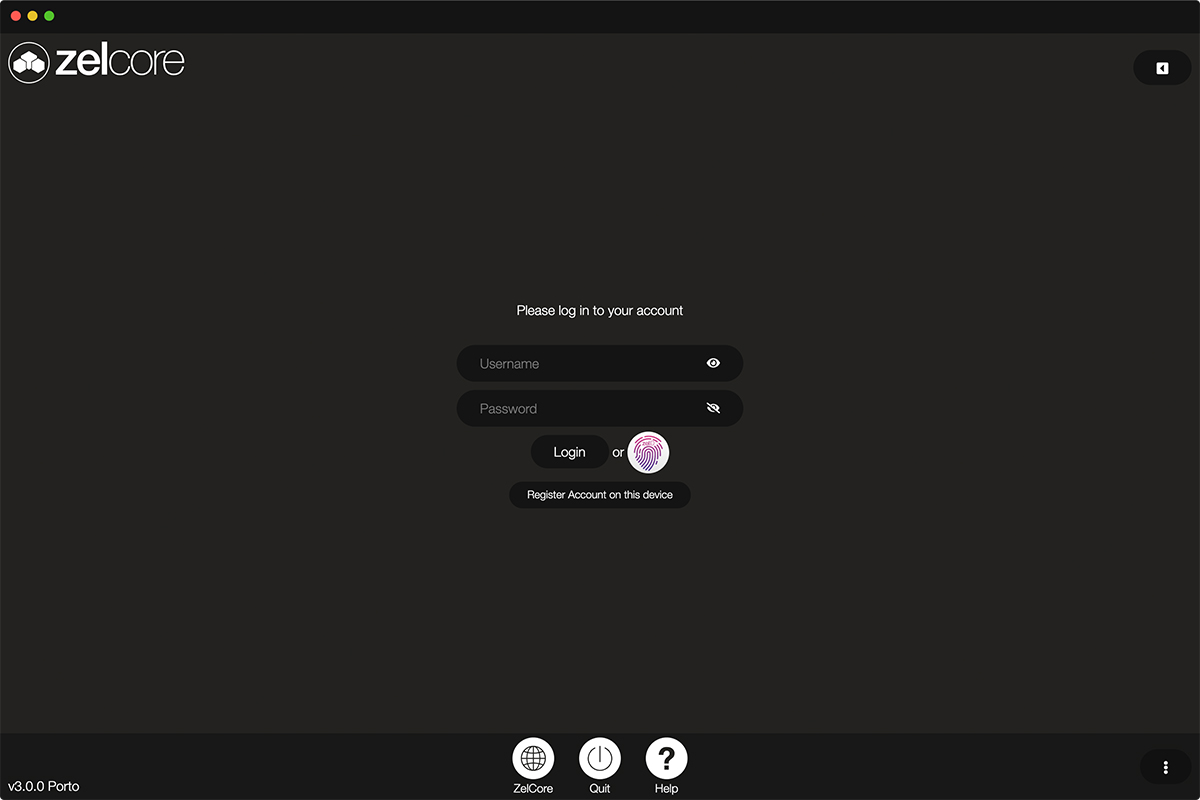 zelcore
Please log in to your account
Username
Password
Login or
Register Account on this device
ZelCore Quit Help
v3.0.0 Porto